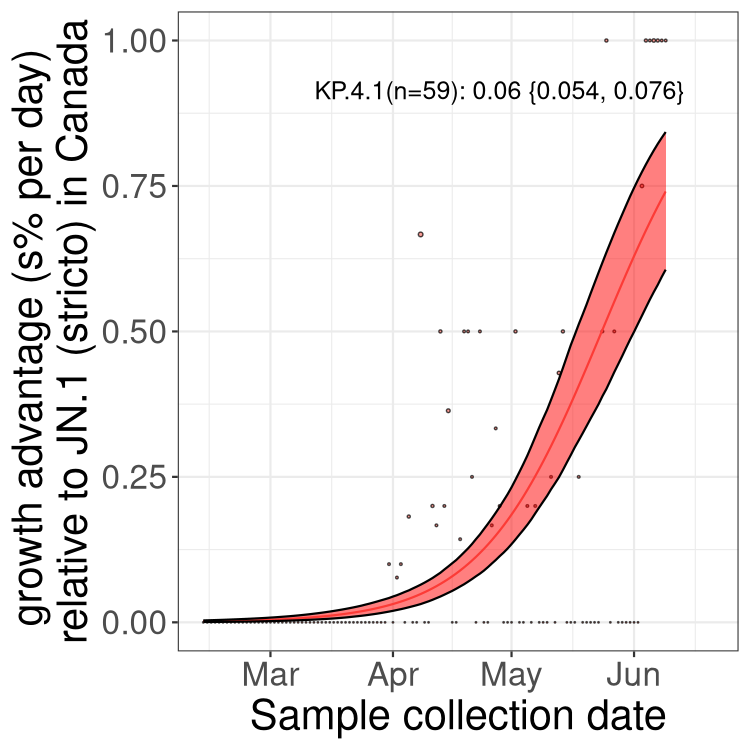 growth advantage (s% per day)
relative to JN.1 (stricto) in Canada
1.00
0.75
0.50
0.25
0.00
KP.4.1(n=59): 0.06 {0.054, 0.076}
Mar Apr May Jun
Sample collection date